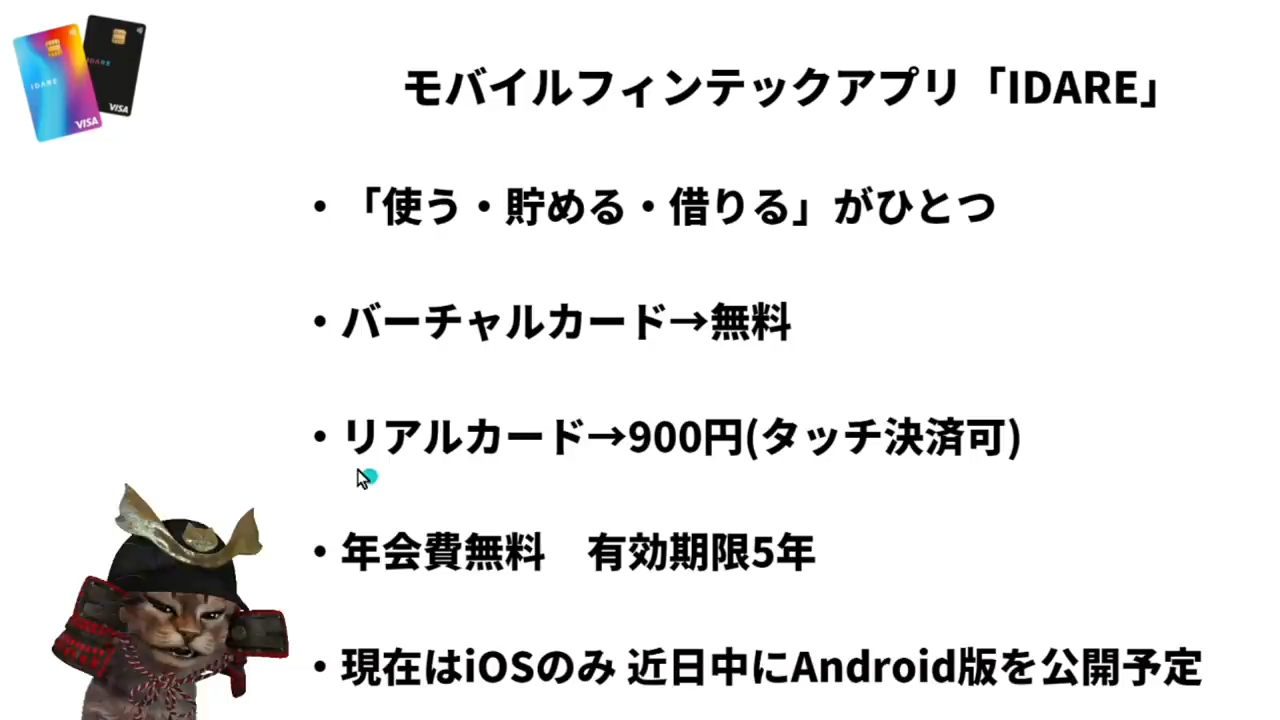 IDARE
IDARE
VISA
VISA
モバイルフィンテックアプリ「IDARE」
・「使う・貯める・借りる」がひとつ
・バーチャルカード→無料
・リアルカード→900円(タッチ決済可)
・年会費無料　有効期限5年
・現在はiOSのみ 近日中にAndroid版を公開予定